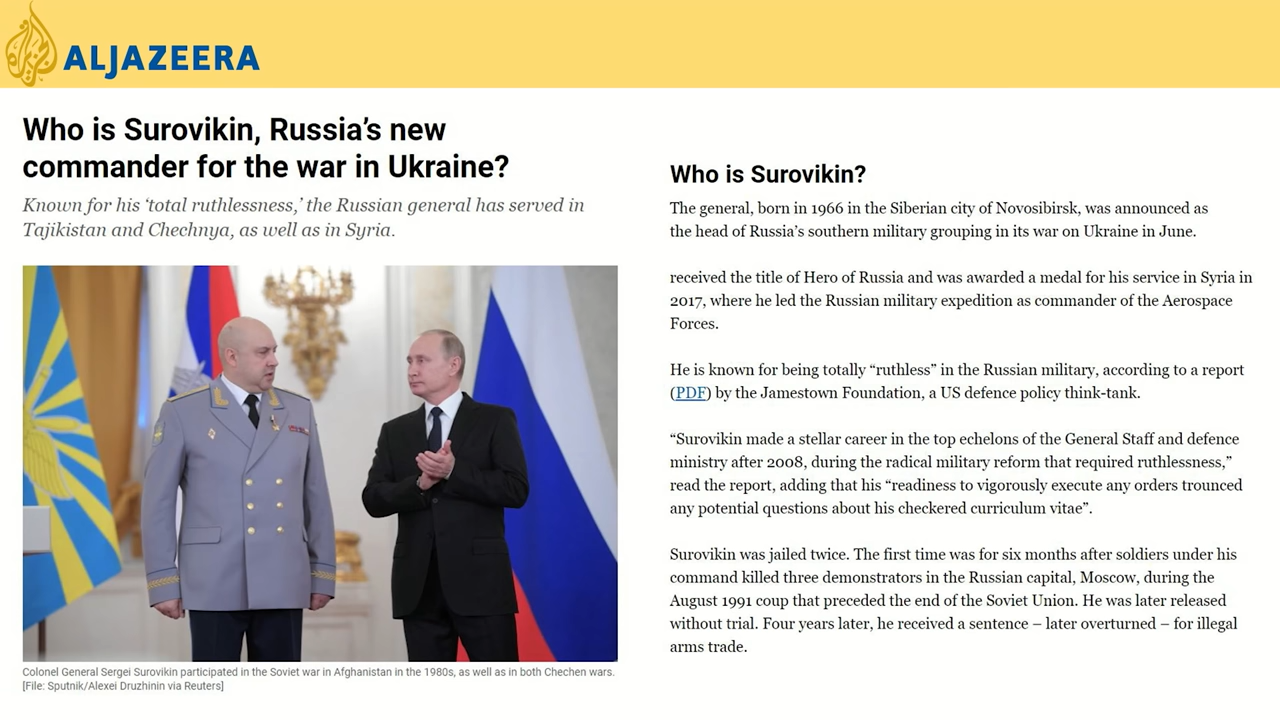 ALJAZEERA
Who is Surovikin, Russia’s new
commander for the war in Ukraine?
Known for his ‘total ruthlessness,’ the Russian general has served in
Tajikistan and Chechnya, as well as in Syria.
Colonel General Sergei Surovikin participated in the Soviet war in Afghanistan in the 1980s, as well as in both Chechen wars.
[File: Sputnik/Alexei Druzhinin via Reuters]
Who is Surovikin?
The general, born in 1966 in the Siberian city of Novosibirsk, was announced as
the head of Russia’s southern military grouping in its war on Ukraine in June.
received the title of Hero of Russia and was awarded a medal for his service in Syria in
2017, where he led the Russian military expedition as commander of the Aerospace
Forces.
He is known for being totally “ruthless” in the Russian military, according to a report
(PDF) by the Jamestown Foundation, a US defence policy think-tank.
“Surovikin made a stellar career in the top echelons of the General Staff and defence
ministry after 2008, during the radical military reform that required ruthlessness,”
read the report, adding that his “readiness to vigorously execute any orders trounced
any potential questions about his checkered curriculum vitae”.
Surovikin was jailed twice. The first time was for six months after soldiers under his
command killed three demonstrators in the Russian capital, Moscow, during the
August 1991 coup that preceded the end of the Soviet Union. He was later released
without trial. Four years later, he received a sentence – later overturned – for illegal
arms trade.